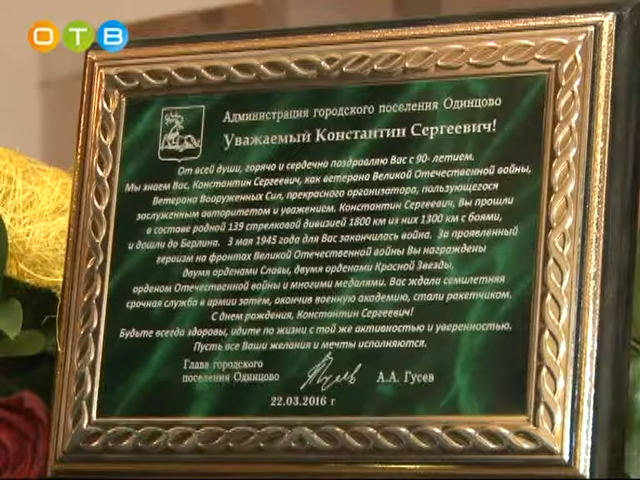 ОТВ
Администрация городского поселения Одинцово
Уважаемый Константин Сергеевич!
От всей души, горячо и сердечно поздравляю Вас с 90- летием.
Мы знаем Вас, Константин Сергеевич, как ветерана Великой Отечественной войны,
Ветерана Вооруженных Сил, прекрасного организатора, пользующегося
заслуженным авторитетом и уважением. Константин Сергеевич, Вы прошли
в составе родной 139 стрелковой дивизией 1800 км из них 1300 км с боями,
и дошли до Берлина. 3 мая 1945 года для Вас закончилась война. За проявленный
героизм на фронтах Великой Отечественной войны Вы награждены
двумя орденами Славы, двумя орденами Красной Звезды,
орденом Отечественной войны и многими медалями. Вас ждала семилетняя
срочная служба в армии затем, окончив военную академию, стали ракетчиком.
С Днем рождения, Константин Сергеевич!
Будьте всегда здоровы, идите по жизни с той же активностью и уверенностью.
Пусть все Ваши желания и мечты исполняются.
Глава городского
поселения Одинцово А.А. Гусев
22.03.2016 г